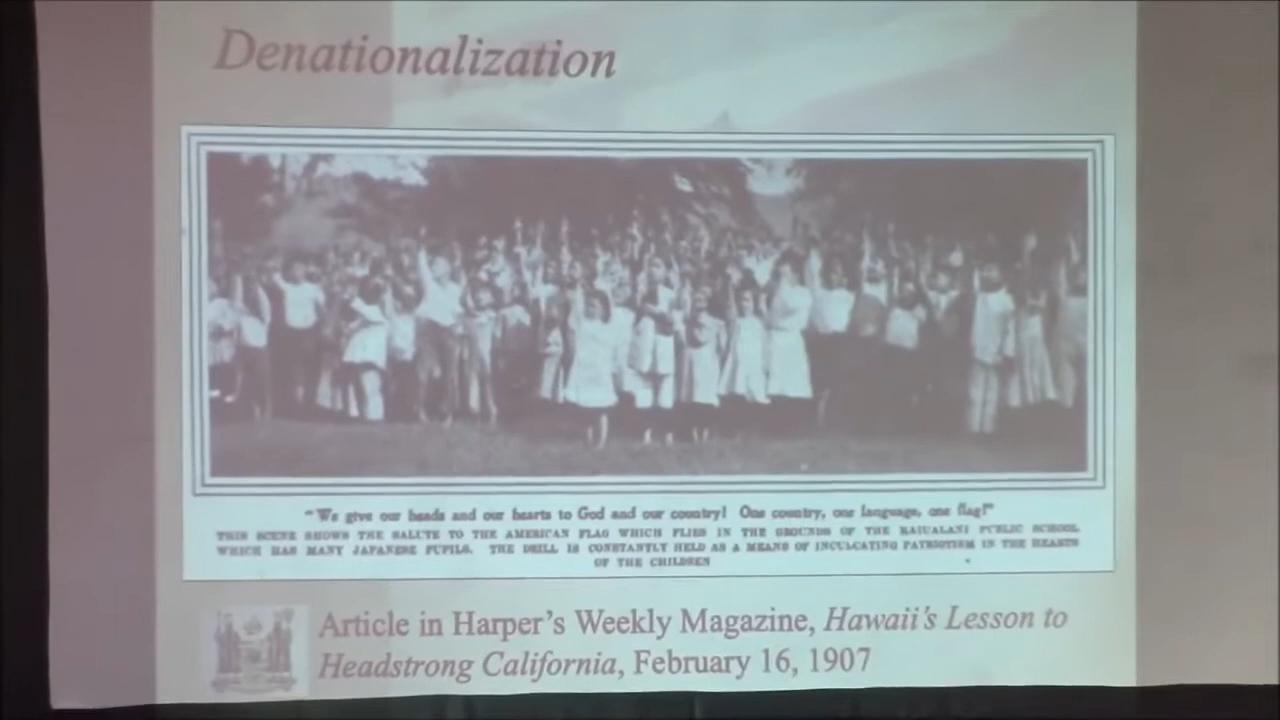 Denationalization
"We give our heads and our hearts to God and our country! One country, one language, one flag!"
THIS SCENE SHOWS THE SALUTE TO THE AMERICAN FLAG WHICH FLIES IN THE GROUNDS OF THE KAIULANI PUBLIC SCHOOL
WHICH HAS MANY JAPANESE PUPILS. THE DRILL IS CONSTANTLY HELD AS A MEANS OF INCULCATING PATRIOTISM IN THE HEARTS
OF THE CHILDREN
Article in Harper's Weekly Magazine, Hawaii's Lesson to
Headstrong California, February 16, 1907